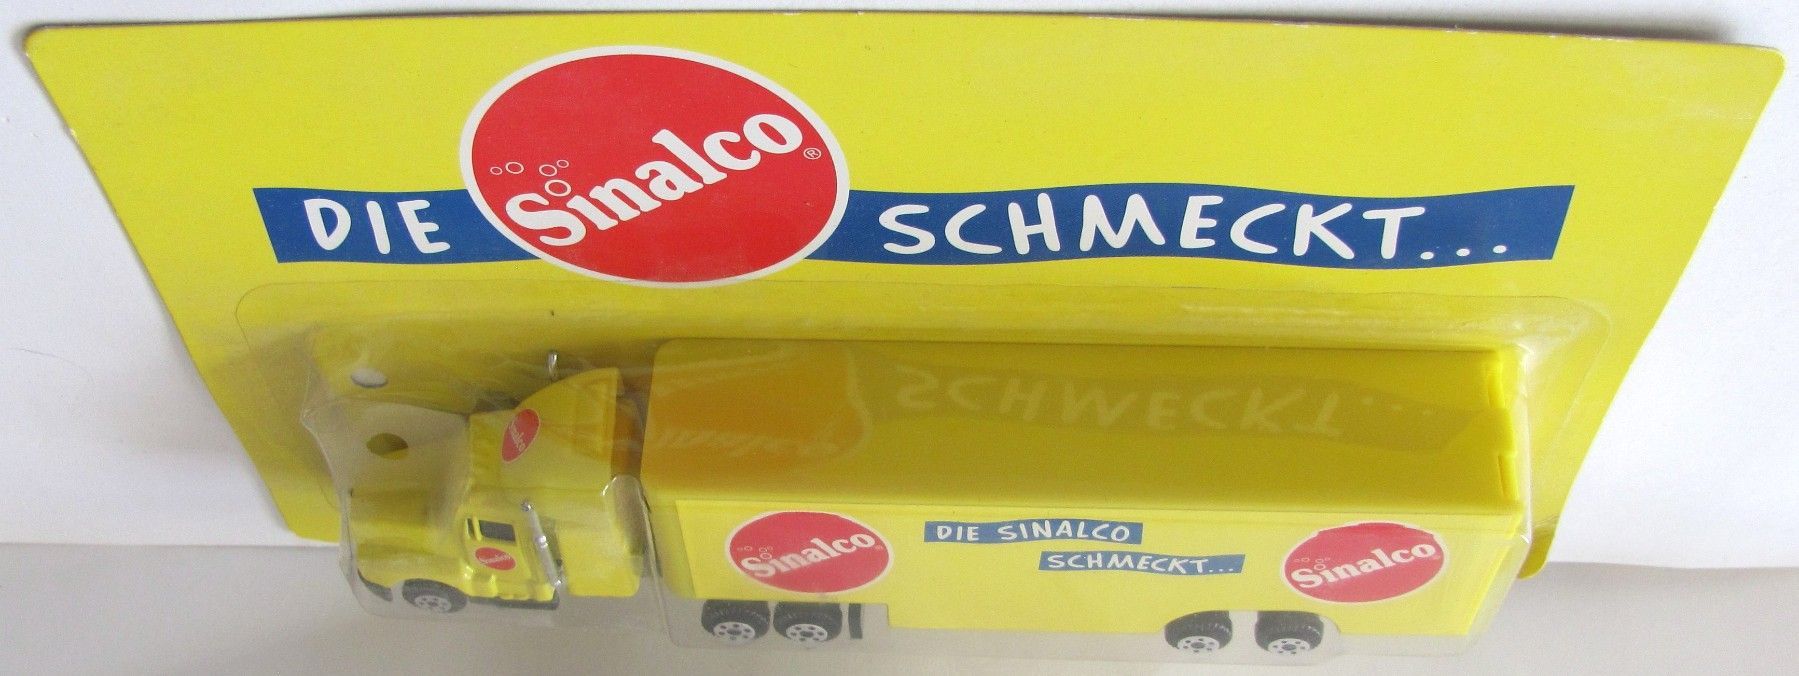 DIE Sinalco® SCHMECKT...
SCHMECKT...
Sinalco
Sinalco
Sinalco
DIE SINALCO
SCHMECKT...
Sinalco